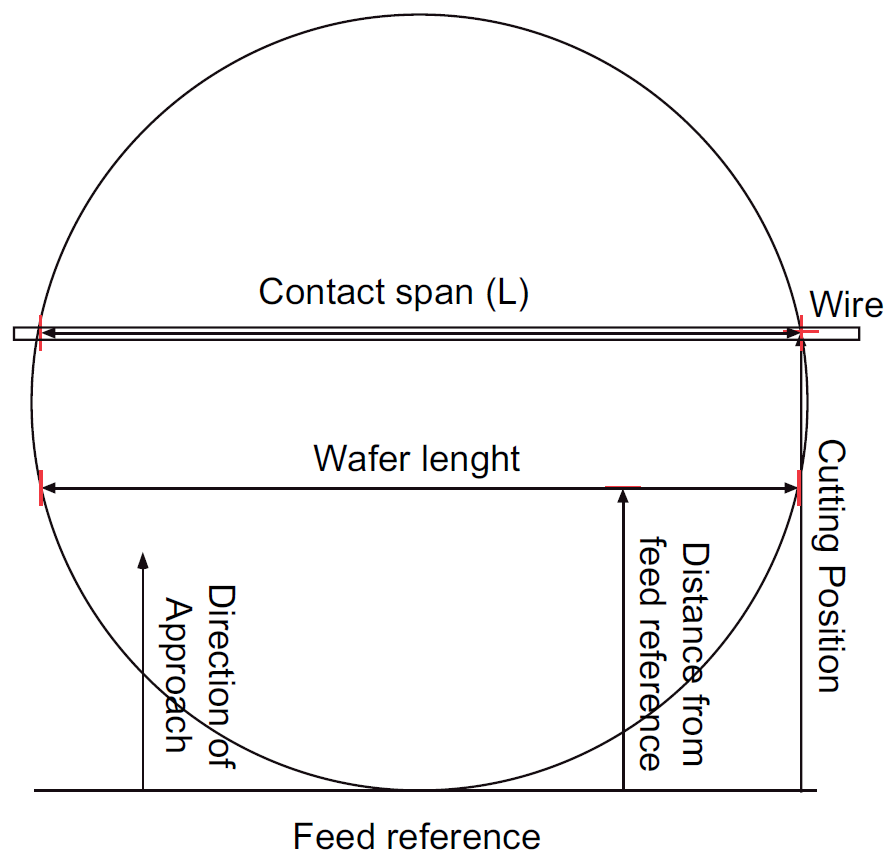 Contact span (L)
Wire
Wafer lenght
Cutting Position
Distance from
feed reference
Direction of
Approach
Feed reference